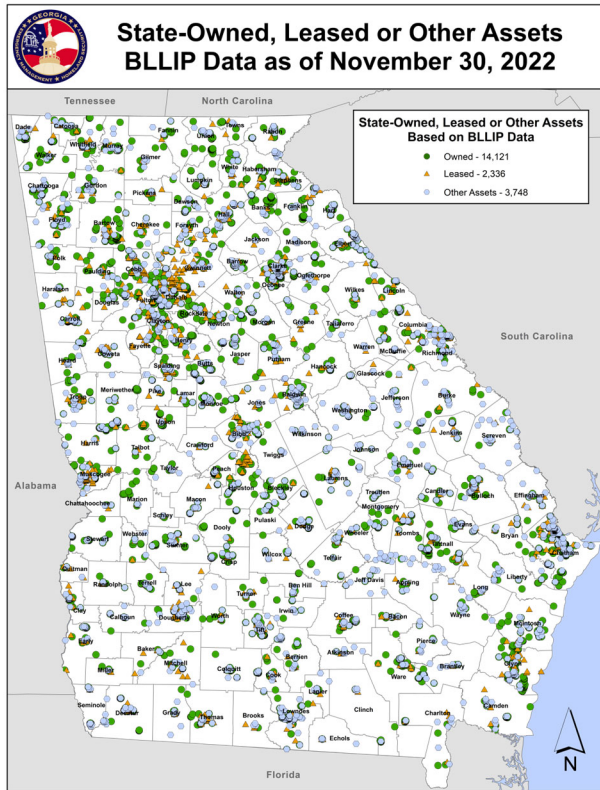 GEORGIA
EMERGENCY MANAGEMENT
HOMELAND SECURITY
State-Owned, Leased or Other Assets
BLLIP Data as of November 30, 2022
Tennessee
North Carolina
State-Owned, Leased or Other Assets
Based on BLLIP Data
Owned - 14,121
Leased - 2,336
Other Assets - 3,748
Dade
Catoosa
Fannin
Towns
Rabun
Union
Walker
Whitfield
Murray
Gilmer
White
Habersham
Lumpkin
Stephens
Chattooga
Gordon
Pickens
Dawson
Banks
Franklin
Hart
Floyd
Bartow
Cherokee
Forsyth
Hall
Jackson
Madison
Elbert
Polk
Paulding
Cobb
Gwinnett
Barrow
Clarke
Oconee
Oglethorpe
Wilkes
Lincoln
Haralson
Douglas
Fulton
DeKalb
Walton
Rockdale
Newton
Morgan
Greene
Taliaferro
Columbia
McDuffie
Warren
Richmond
South Carolina
Carroll
Clayton
Henry
Fayette
Coweta
Heard
Spalding
Butts
Jasper
Putnam
Hancock
Glascock
Meriwether
Pike
Lamar
Monroe
Jones
Baldwin
Washington
Jefferson
Burke
Troup
Upson
Bibb
Wilkinson
Jenkins
Screven
Harris
Talbot
Crawford
Twiggs
Johnson
Emanuel
Muscogee
Taylor
Peach
Houston
Bleckley
Laurens
Treutlen
Candler
Bulloch
Effingham
Alabama
Chattahoochee
Marion
Macon
Schley
Dooly
Pulaski
Dodge
Wheeler
Montgomery
Toombs
Tattnall
Evans
Bryan
Chatham
Stewart
Webster
Sumter
Crisp
Wilcox
Telfair
Jeff Davis
Appling
Long
Liberty
Quitman
Randolph
Terrell
Lee
Turner
Ben Hill
Clay
Calhoun
Dougherty
Worth
Tift
Irwin
Coffee
Bacon
Wayne
McIntosh
Early
Baker
Mitchell
Colquitt
Berrien
Atkinson
Pierce
Ware
Brantley
Glynn
Miller
Cook
Lanier
Clinch
Charlton
Camden
Seminole
Decatur
Grady
Thomas
Brooks
Lowndes
Echols
Florida
N